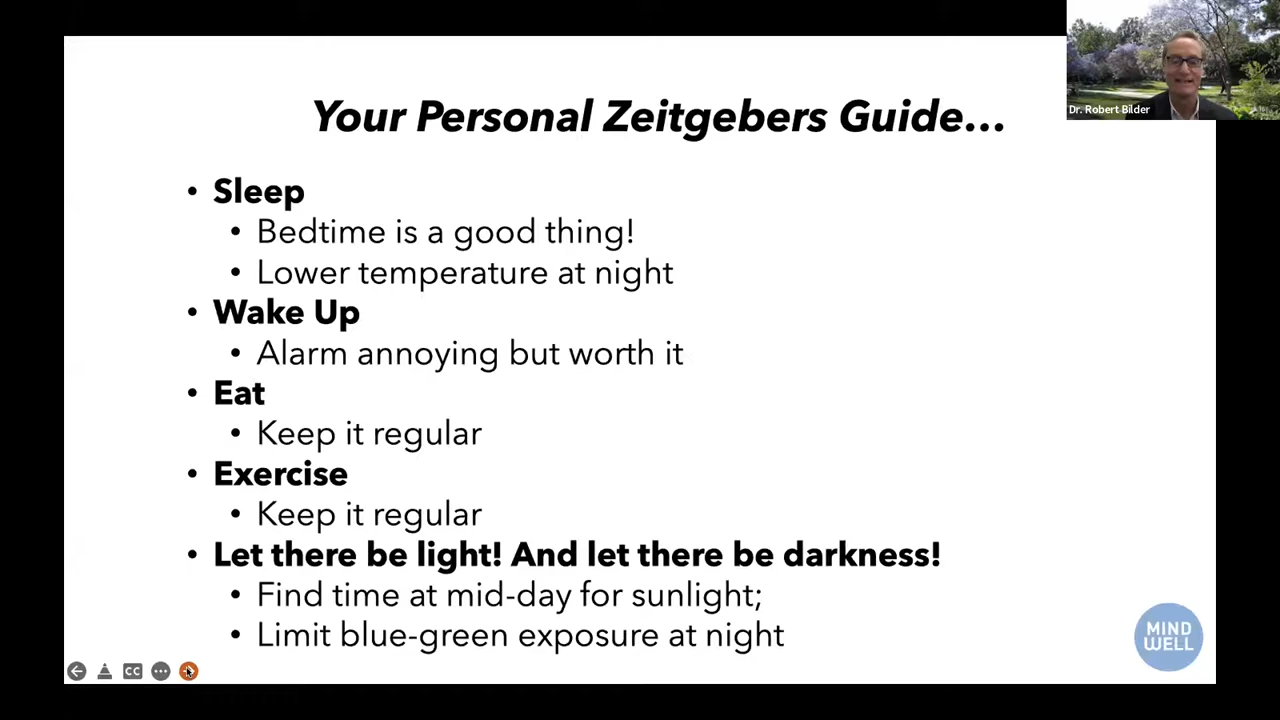 Dr. Robert Bilder
Your Personal Zeitgebers Guide...
• Sleep
• Bedtime is a good thing!
• Lower temperature at night
• Wake Up
• Alarm annoying but worth it
• Eat
• Keep it regular
• Exercise
• Keep it regular
• Let there be light! And let there be darkness!
• Find time at mid-day for sunlight;
• Limit blue-green exposure at night
MIND
WELL
CC